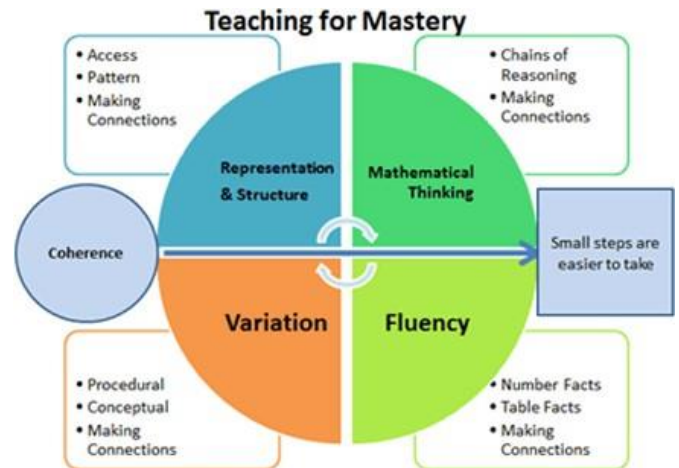 Teaching for Mastery
• Access
• Pattern
• Making
Connections
• Chains of
Reasoning
• Making
Connections
Representation
& Structure
Mathematical
Thinking
Coherence
Small steps are
easier to take
Variation
Fluency
• Procedural
• Conceptual
• Making
Connections
• Number Facts
• Table Facts
• Making
Connections